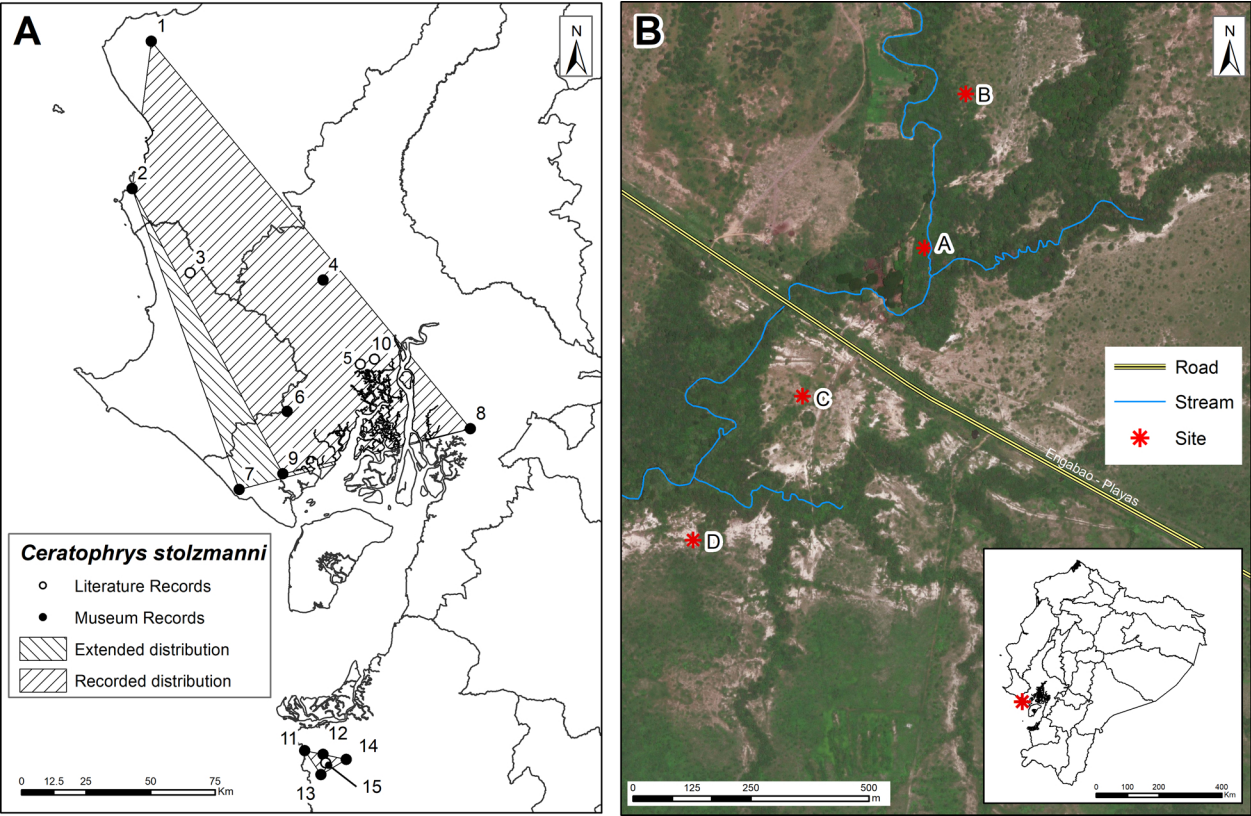 A
N
1
2
3
4
5
10
6
8
9
7
Ceratophrys stolzmanni
Literature Records
Museum Records
Extended distribution
Recorded distribution
11
12
14
13
15
0 12.5 25 50 75
Km
B
N
B
A
C
D
Road
Stream
Site
Engabao - Playas
0 125 250 500
m
0 100 200 400
Km